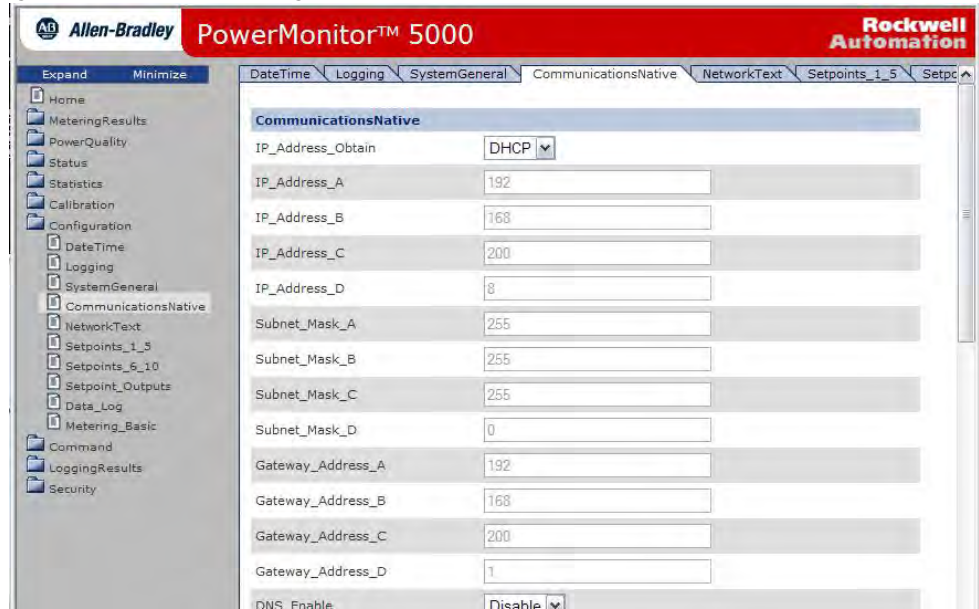 AB Allen-Bradley PowerMonitor™ 5000 Rockwell Automation
Expand Minimize
DateTime Logging SystemGeneral CommunicationsNative NetworkText Setpoints_1_5 Setpo
Home
MeteringResults
PowerQuality
Status
Statistics
Calibration
Configuration
DateTime
Logging
SystemGeneral
CommunicationsNative
NetworkText
Setpoints_1_5
Setpoints_6_10
Setpoint_Outputs
Data_Log
Metering_Basic
Command
LoggingResults
Security
CommunicationsNative
IP_Address_Obtain DHCP
IP_Address_A 192
IP_Address_B 168
IP_Address_C 200
IP_Address_D 8
Subnet_Mask_A 255
Subnet_Mask_B 255
Subnet_Mask_C 255
Subnet_Mask_D 0
Gateway_Address_A 192
Gateway_Address_B 168
Gateway_Address_C 200
Gateway_Address_D 1
DNS_Enable Disable